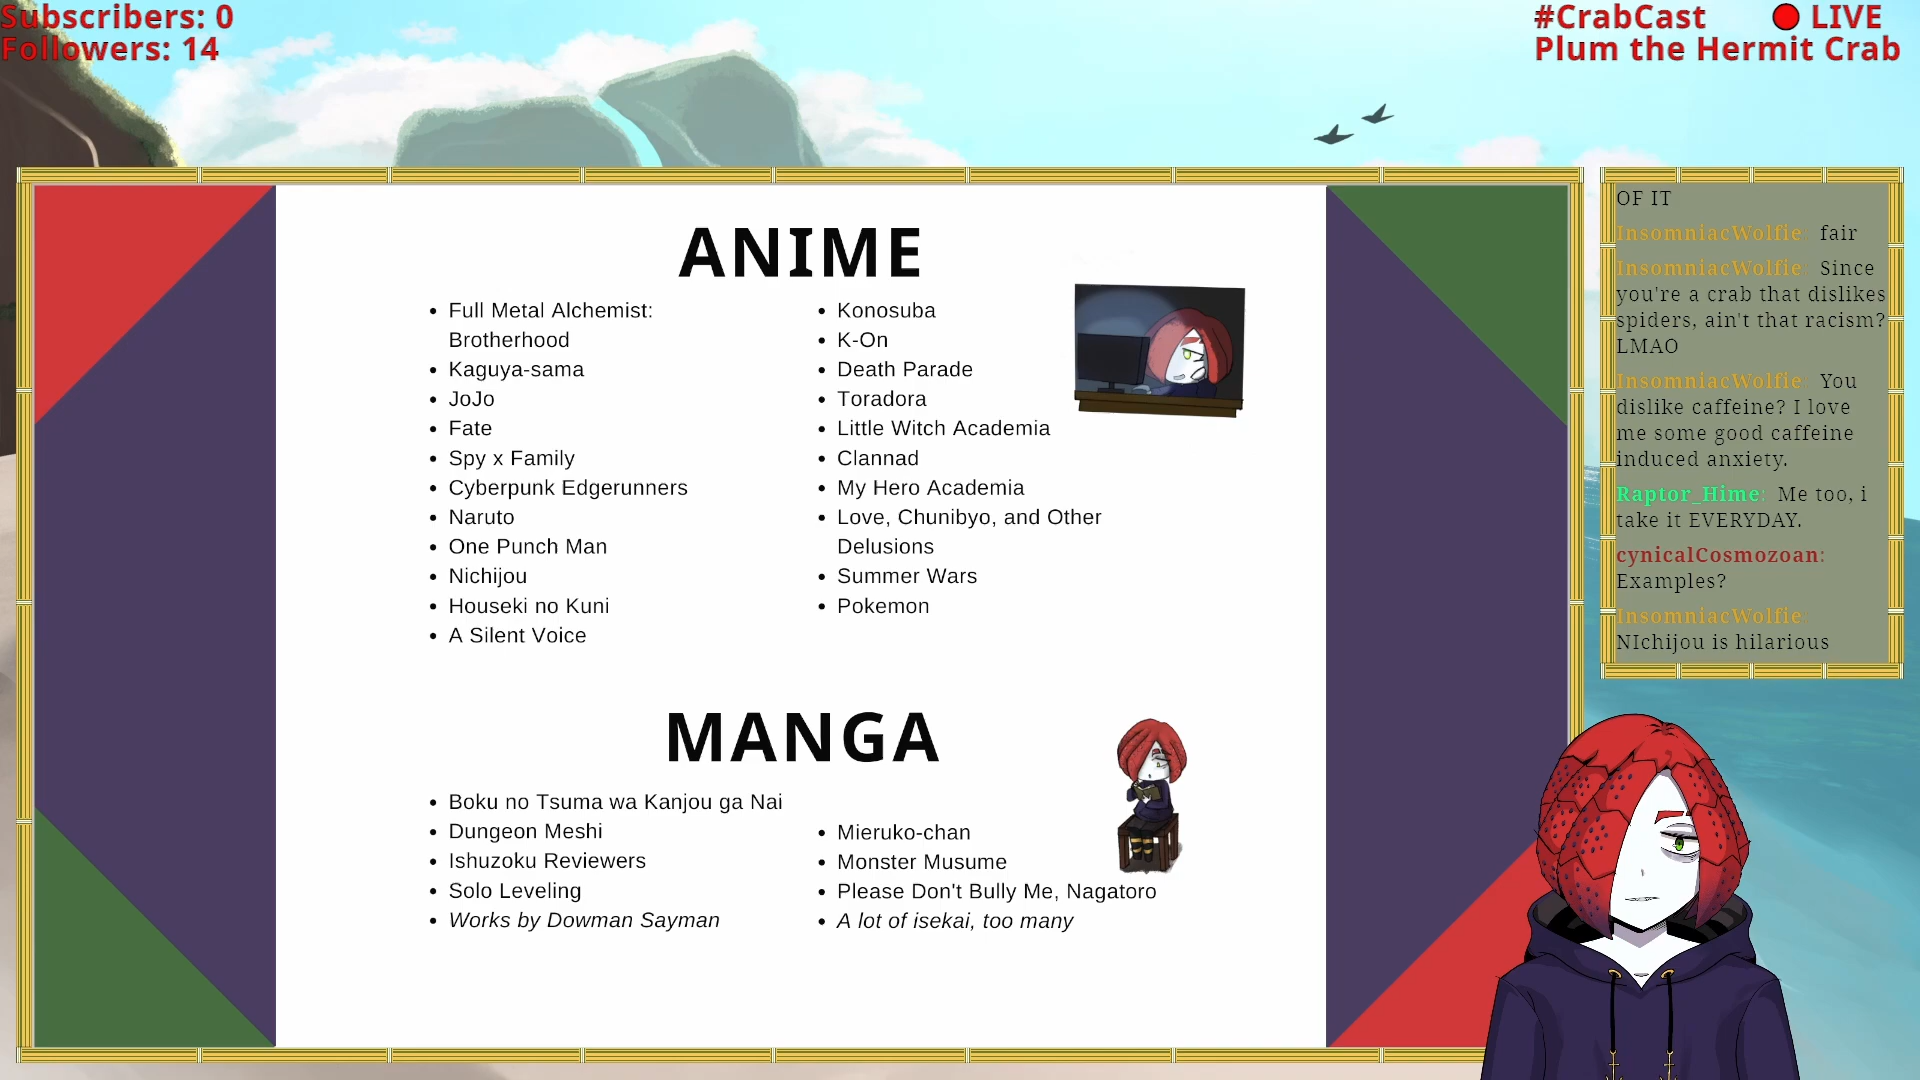 Subscribers: 0
Followers: 14
#CrabCast LIVE
Plum the Hermit Crab
ANIME
• Full Metal Alchemist:
Brotherhood
• Kaguya-sama
• JoJo
• Fate
• Spy x Family
• Cyberpunk Edgerunners
• Naruto
• One Punch Man
• Nichijou
• Houseki no Kuni
• A Silent Voice
• Konosuba
• K-On
• Death Parade
• Toradora
• Little Witch Academia
• Clannad
• My Hero Academia
• Love, Chunibyo, and Other
Delusions
• Summer Wars
• Pokemon
MANGA
• Boku no Tsuma wa Kanjou ga Nai
• Dungeon Meshi
• Ishuzoku Reviewers
• Solo Leveling
• Works by Dowman Sayman
• Mieruko-chan
• Monster Musume
• Please Don't Bully Me, Nagatoro
• A lot of isekai, too many
OF IT
InsomniacWolfie: fair
InsomniacWolfie: Since
you're a crab that dislikes
spiders, ain't that racism?
LMAO
InsomniacWolfie: You
dislike caffeine? I love
me some good caffeine
induced anxiety.
Raptor_Hime: Me too, i
take it EVERYDAY.
cynicalCosmozoan:
Examples?
InsomniacWolfie:
NIchijou is hilarious